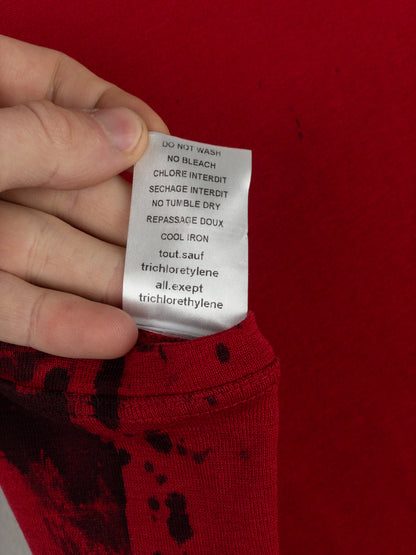 DO NOT WASH
NO BLEACH
CHLORE INTERDIT
SECHAGE INTERDIT
NO TUMBLE DRY
REPASSAGE DOUX
COOL IRON
tout.sauf
trichloretylene
all.exept
trichlorethylene